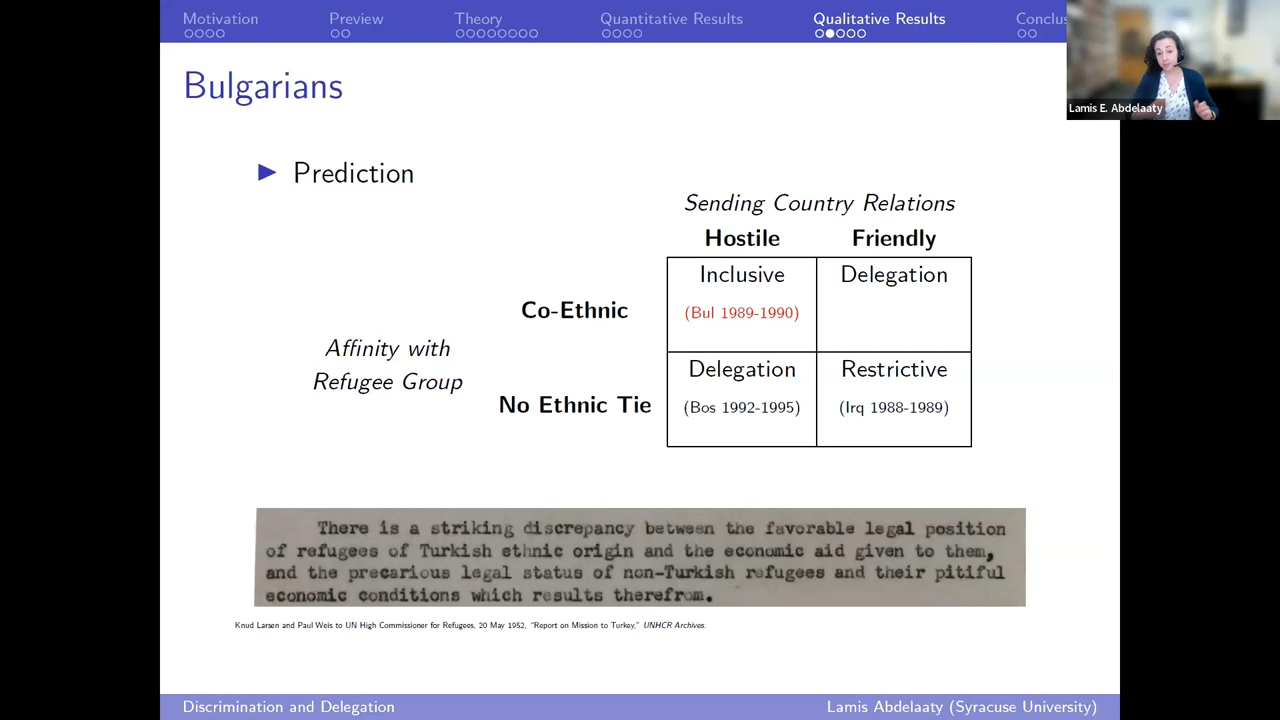 Motivation Preview Theory Quantitative Results Qualitative Results Conclus
Lamis E. Abdelaaty
Bulgarians
Prediction
Sending Country Relations
Hostile Friendly
Inclusive Delegation
Co-Ethnic (Bul 1989-1990)
Affinity with
Refugee Group
Delegation Restrictive
No Ethnic Tie (Bos 1992-1995) (Irq 1988-1989)
There is a striking discrepancy between the favorable legal position
of refugees of Turkish ethnic origin and the economic aid given to them,
and the precarious legal status of non-Turkish refugees and their pitiful
economic conditions which results therefrom.
Knud Larsen and Paul Weis to UN High Commissioner for Refugees, 20 May 1952, “Report on Mission to Turkey,” UNHCR Archives.
Discrimination and Delegation Lamis Abdelaaty (Syracuse University)